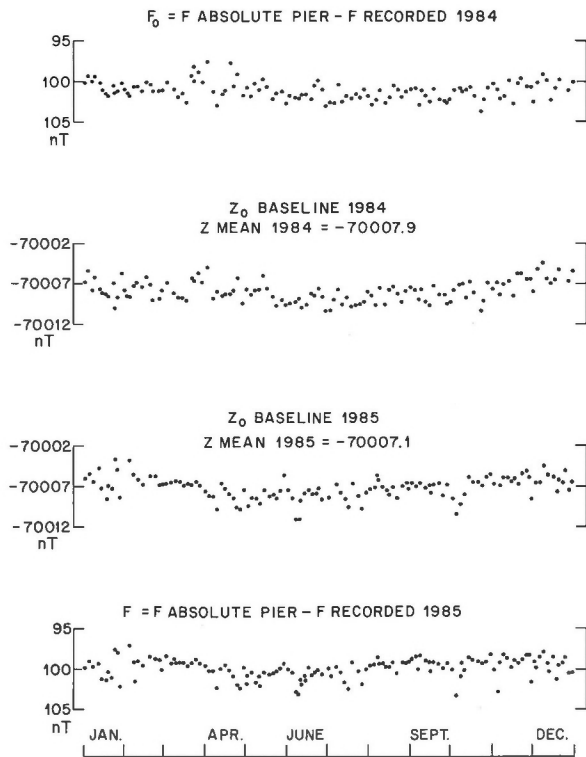 F₀ = F ABSOLUTE PIER – F RECORDED 1984
95
100
105
nT
Z₀ BASELINE 1984
Z MEAN 1984 = -70007.9
-70002
-70007
-70012
nT
Z₀ BASELINE 1985
Z MEAN 1985 = -70007.1
-70002
-70007
-70012
nT
F = F ABSOLUTE PIER – F RECORDED 1985
95
100
105
nT
JAN. APR. JUNE SEPT. DEC.